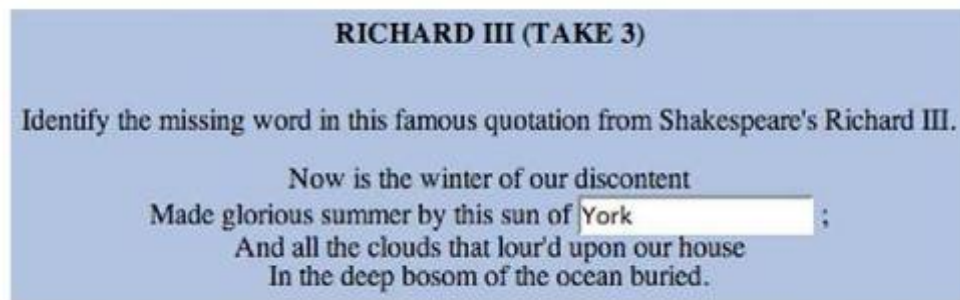 RICHARD III (TAKE 3)
Identify the missing word in this famous quotation from Shakespeare's Richard III.
Now is the winter of our discontent
Made glorious summer by this sun of York ;
And all the clouds that lour'd upon our house
In the deep bosom of the ocean buried.